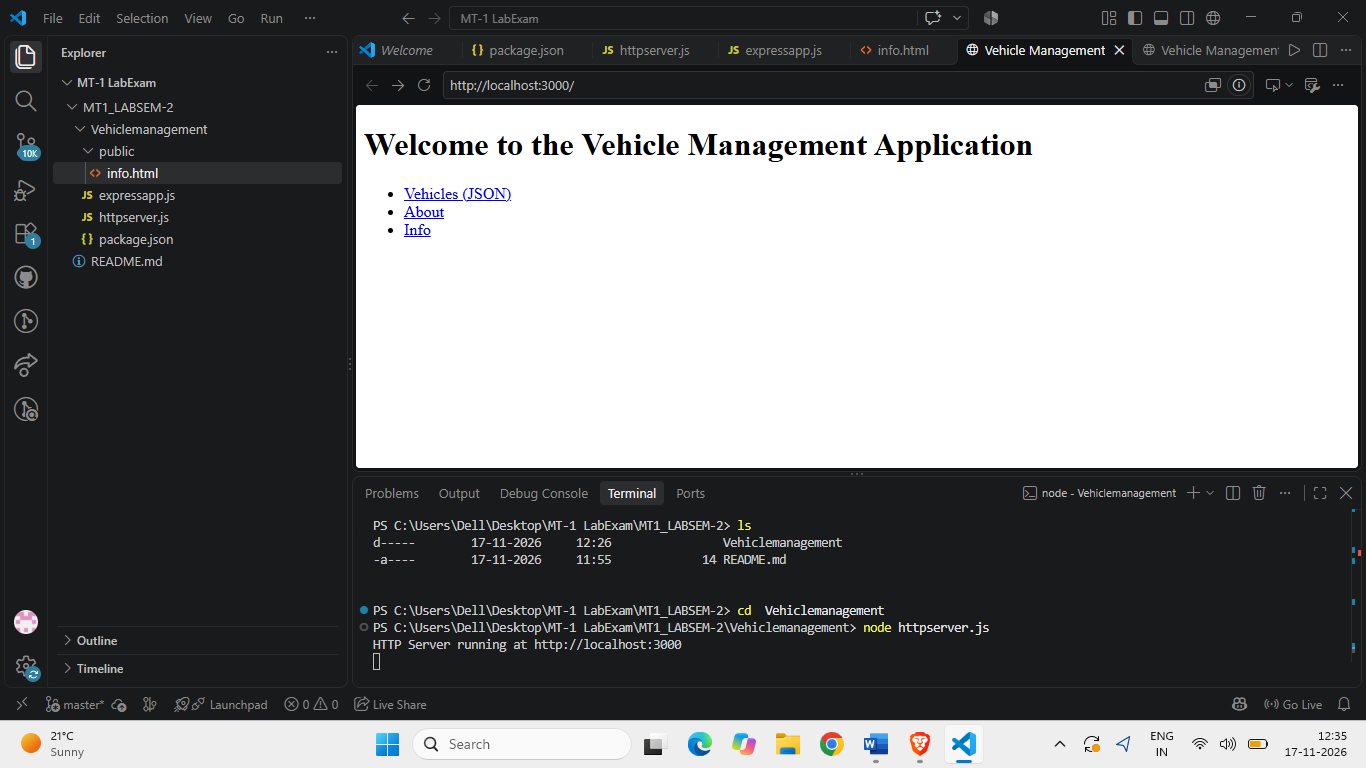 File Edit Selection View Go Run ··· MT-1 LabExam
Explorer ···
Welcome {} package.json JS httpserver.js JS expressapp.js <> info.html Vehicle Management Vehicle Managemen
http://localhost:3000/
MT-1 LabExam
MT1_LABSEM-2
Vehiclemanagement
public
<> info.html
JS expressapp.js
JS httpserver.js
{} package.json
README.md
10K
1
Welcome to the Vehicle Management Application
• Vehicles (JSON)
• About
• Info
Problems Output Debug Console Terminal Ports node - Vehiclemanagement
PS C:\Users\Dell\Desktop\MT-1 LabExam\MT1_LABSEM-2> ls
d----- 17-11-2026 12:26 Vehiclemanagement
-a---- 17-11-2026 11:55 14 README.md
PS C:\Users\Dell\Desktop\MT-1 LabExam\MT1_LABSEM-2> cd  Vehiclemanagement
PS C:\Users\Dell\Desktop\MT-1 LabExam\MT1_LABSEM-2\Vehiclemanagement> node httpserver.js
HTTP Server running at http://localhost:3000
Outline
Timeline
master* Launchpad 0 0 Live Share Go Live
21°C
Sunny
Search
ENG
IN
12:35
17-11-2026